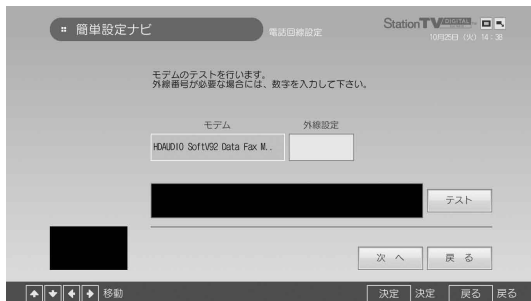 簡単設定ナビ
電話回線設定
StationTV DIGITAL
10月25日 (火) 14：38
モデムのテストを行います。
外線番号が必要な場合には、数字を入力して下さい。
モデム
外線設定
HDAUDIO SoftV92 Data Fax M..
テスト
次 へ
戻 る
移動
決定 決定 戻る 戻る